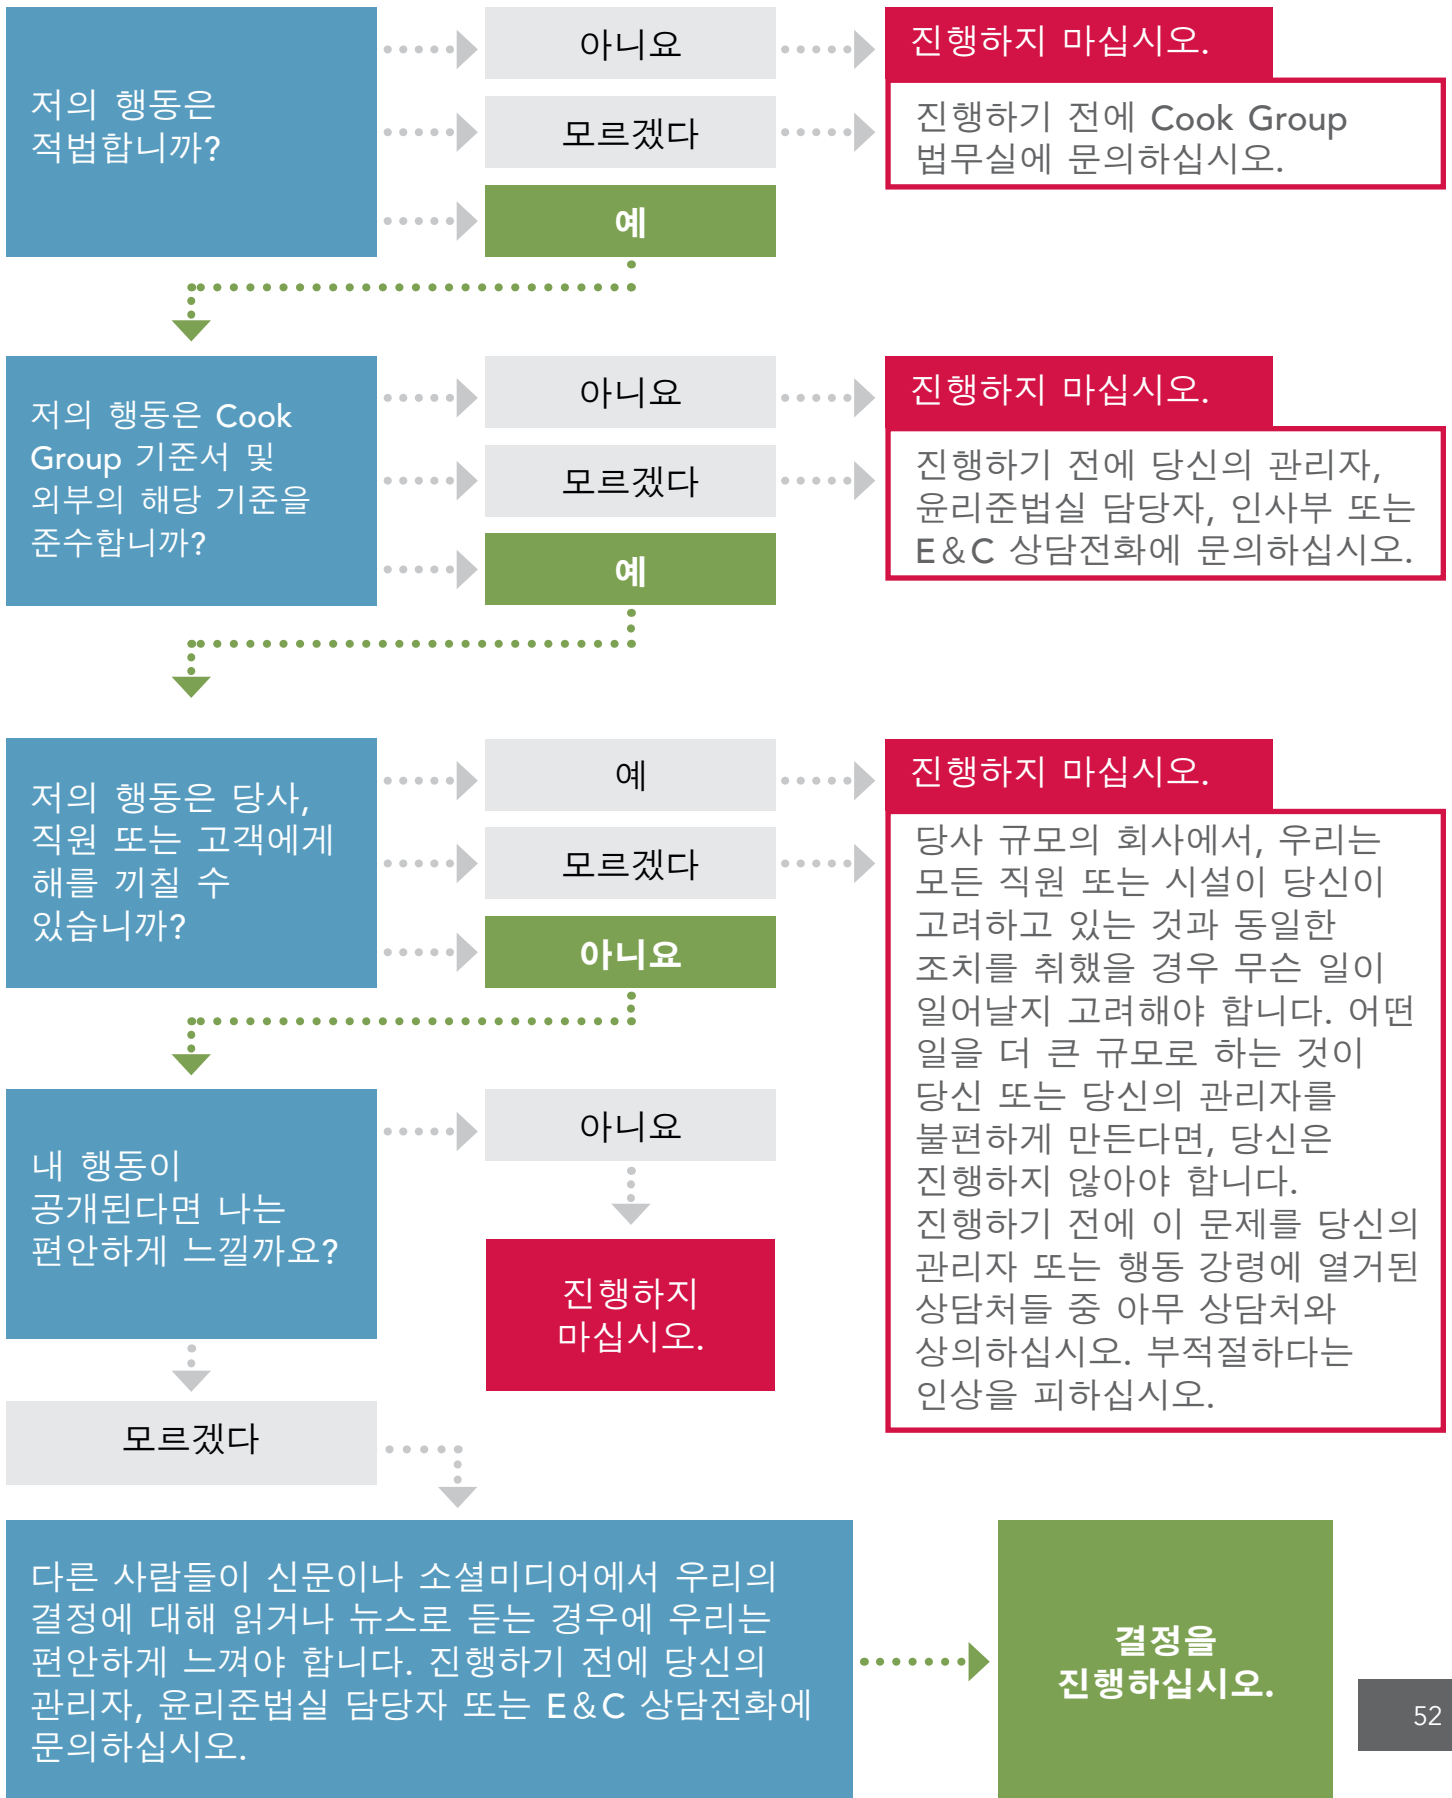 저의 행동은
적법합니까?
아니요
모르겠다
예
진행하지 마십시오.
진행하기 전에 Cook Group
법무실에 문의하십시오.
저의 행동은 Cook
Group 기준서 및
외부의 해당 기준을
준수합니까?
아니요
모르겠다
예
진행하지 마십시오.
진행하기 전에 당신의 관리자,
윤리준법실 담당자, 인사부 또는
E&C 상담전화에 문의하십시오.
저의 행동은 당사,
직원 또는 고객에게
해를 끼칠 수
있습니까?
예
모르겠다
아니요
진행하지 마십시오.
당사 규모의 회사에서, 우리는
모든 직원 또는 시설이 당신이
고려하고 있는 것과 동일한
조치를 취했을 경우 무슨 일이
일어날지 고려해야 합니다. 어떤
일을 더 큰 규모로 하는 것이
당신 또는 당신의 관리자를
불편하게 만든다면, 당신은
진행하지 않아야 합니다.
진행하기 전에 이 문제를 당신의
관리자 또는 행동 강령에 열거된
상담처들 중 아무 상담처와
상의하십시오. 부적절하다는
인상을 피하십시오.
내 행동이
공개된다면 나는
편안하게 느낄까요?
아니요
진행하지
마십시오.
모르겠다
다른 사람들이 신문이나 소셜미디어에서 우리의
결정에 대해 읽거나 뉴스로 듣는 경우에 우리는
편안하게 느껴야 합니다. 진행하기 전에 당신의
관리자, 윤리준법실 담당자 또는 E&C 상담전화에
문의하십시오.
결정을
진행하십시오.
52